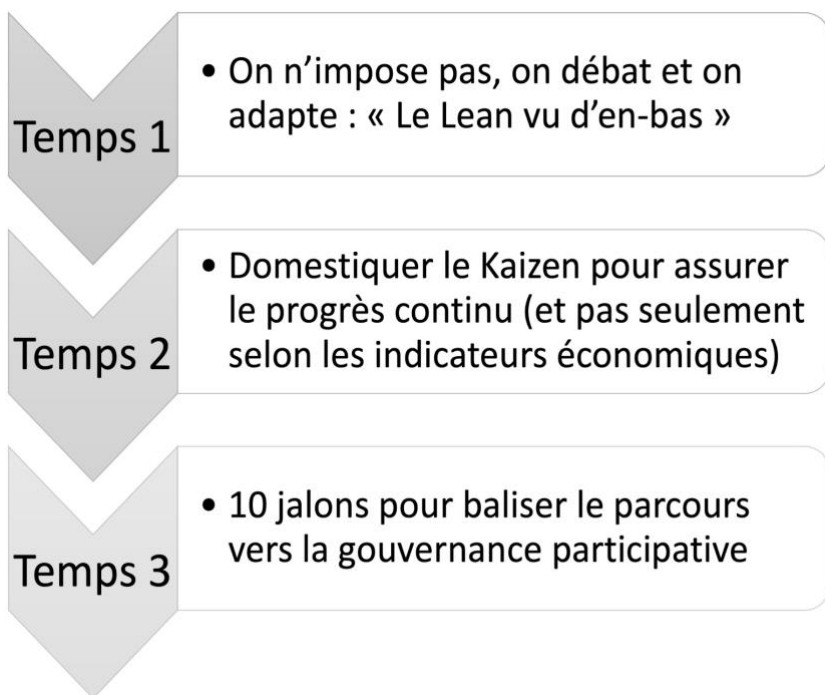 Temps 1
• On n’impose pas, on débat et on
adapte : « Le Lean vu d’en-bas »
Temps 2
• Domestiquer le Kaizen pour assurer
le progrès continu (et pas seulement
selon les indicateurs économiques)
Temps 3
• 10 jalons pour baliser le parcours
vers la gouvernance participative